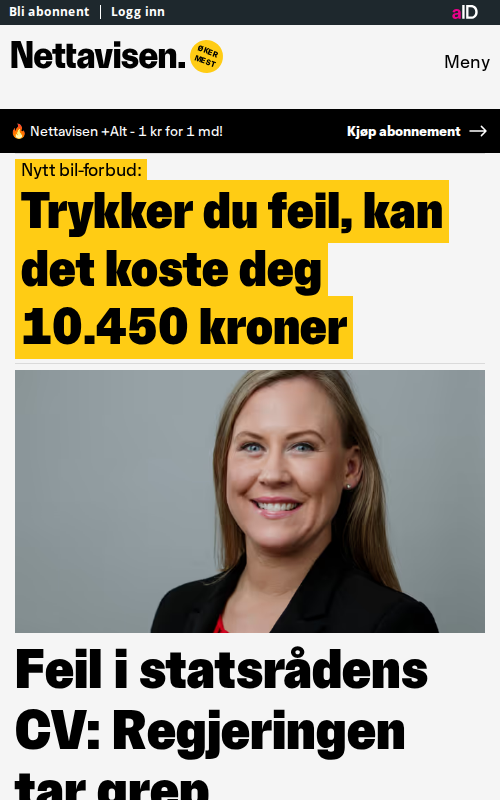 Bli abonnent | Logg inn
aID
Nettavisen.
ØKER
MEST
Meny
🔥 Nettavisen +Alt - 1 kr for 1 md!
Kjøp abonnement →
Nytt bil-forbud:
Trykker du feil, kan
det koste deg
10.450 kroner
Feil i statsrådens
CV: Regjeringen
tar grep